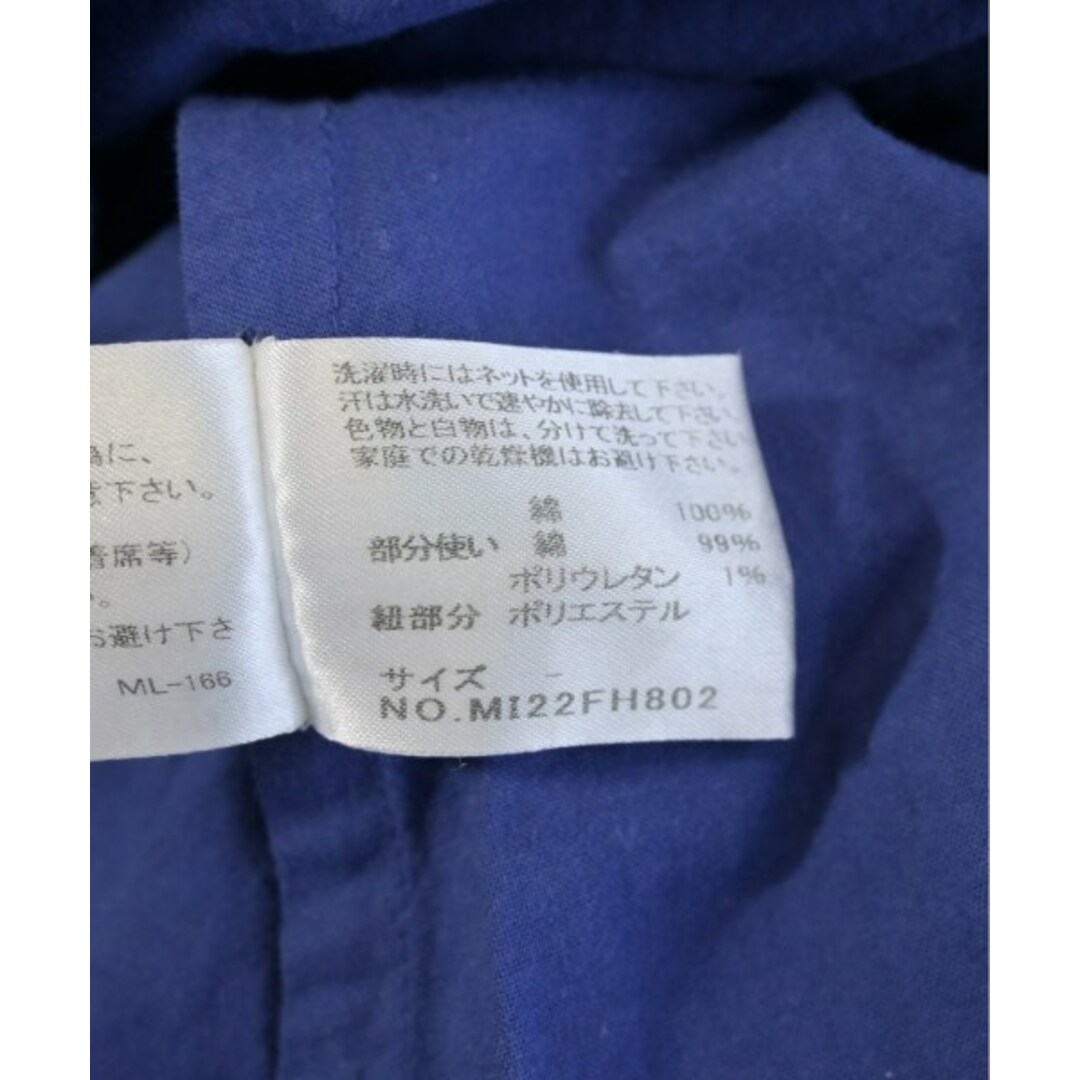 に、
下さい。
席等）
。
お避け下さ
ML-166
洗濯時にはネットを使用して下さい。
汗は水洗いで速やかに除去して下さい。
色物と白物は、分けて洗って下さい
家庭での乾燥機はお避け下さい。
綿 100%
部分使い 綿 99%
ポリウレタン 1%
紐部分 ポリエステル
サイズ -
NO.MI22FH802